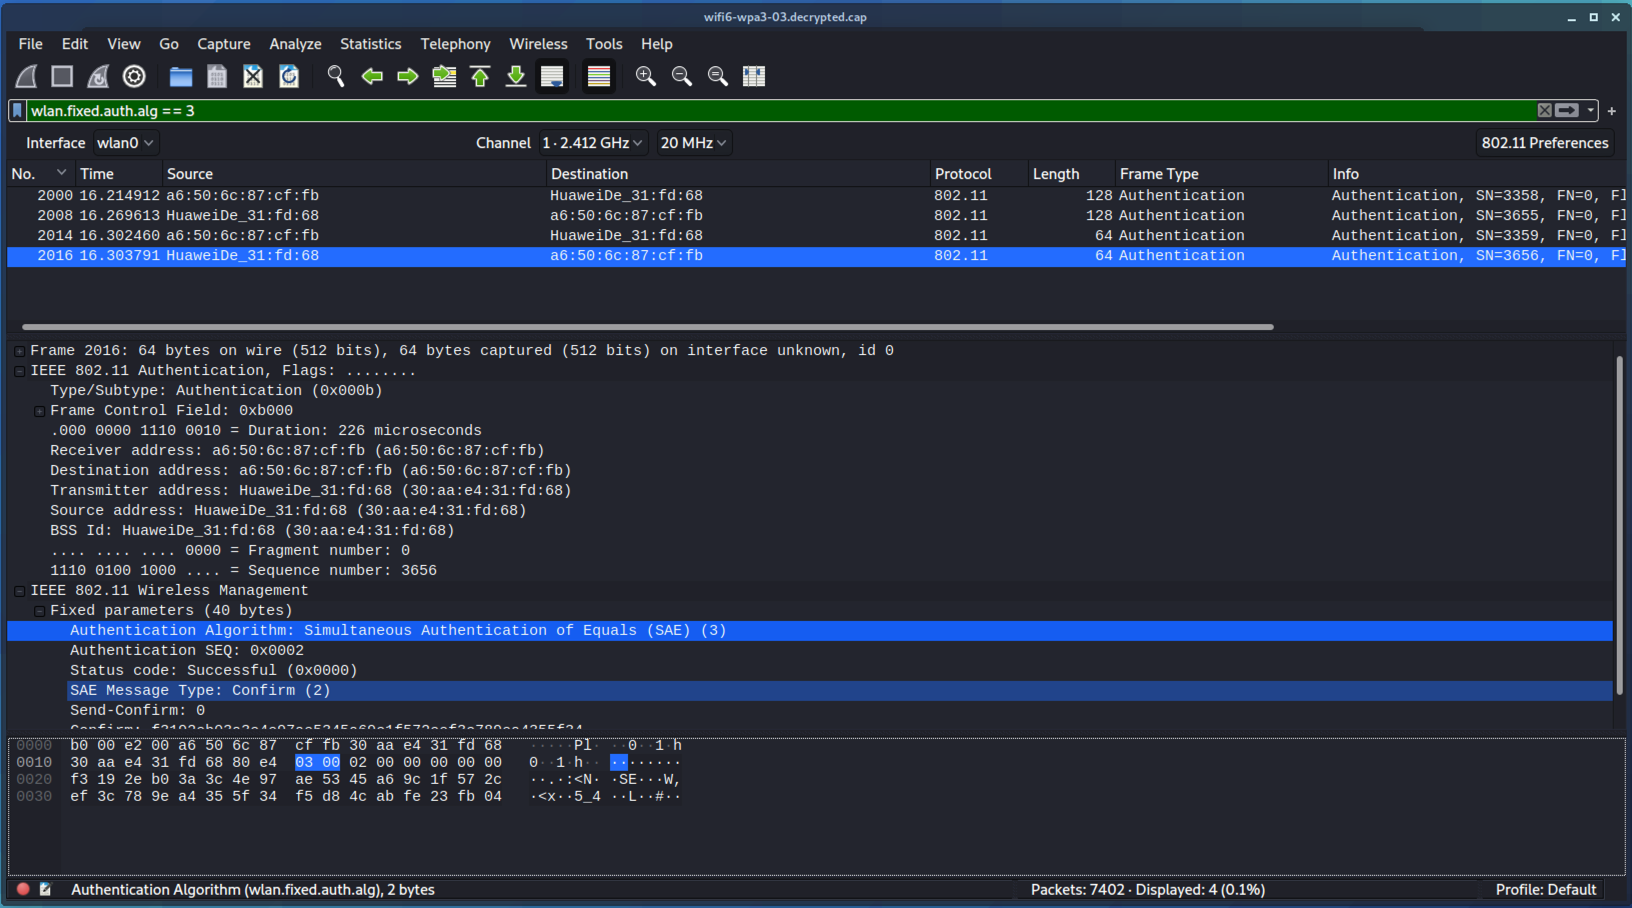 wifi6-wpa3-03.decrypted.cap
File Edit View Go Capture Analyze Statistics Telephony Wireless Tools Help
wlan.fixed.auth.alg == 3
Interface wlan0 Channel 1 · 2.412 GHz 20 MHz 802.11 Preferences
No. Time Source Destination Protocol Length Frame Type Info
2000 16.214912 a6:50:6c:87:cf:fb HuaweiDe_31:fd:68 802.11 128 Authentication Authentication, SN=3358, FN=0, Fl
2008 16.269613 HuaweiDe_31:fd:68 a6:50:6c:87:cf:fb 802.11 128 Authentication Authentication, SN=3655, FN=0, Fl
2014 16.302460 a6:50:6c:87:cf:fb HuaweiDe_31:fd:68 802.11 64 Authentication Authentication, SN=3359, FN=0, Fl
2016 16.303791 HuaweiDe_31:fd:68 a6:50:6c:87:cf:fb 802.11 64 Authentication Authentication, SN=3656, FN=0, Fl
Frame 2016: 64 bytes on wire (512 bits), 64 bytes captured (512 bits) on interface unknown, id 0
IEEE 802.11 Authentication, Flags: ........
Type/Subtype: Authentication (0x000b)
Frame Control Field: 0xb000
.000 0000 1110 0010 = Duration: 226 microseconds
Receiver address: a6:50:6c:87:cf:fb (a6:50:6c:87:cf:fb)
Destination address: a6:50:6c:87:cf:fb (a6:50:6c:87:cf:fb)
Transmitter address: HuaweiDe_31:fd:68 (30:aa:e4:31:fd:68)
Source address: HuaweiDe_31:fd:68 (30:aa:e4:31:fd:68)
BSS Id: HuaweiDe_31:fd:68 (30:aa:e4:31:fd:68)
.... .... .... 0000 = Fragment number: 0
1110 0100 1000 .... = Sequence number: 3656
IEEE 802.11 Wireless Management
Fixed parameters (40 bytes)
Authentication Algorithm: Simultaneous Authentication of Equals (SAE) (3)
Authentication SEQ: 0x0002
Status code: Successful (0x0000)
SAE Message Type: Confirm (2)
Send-Confirm: 0
0000 b0 00 e2 00 a6 50 6c 87 cf fb 30 aa e4 31 fd 68 ·····Pl· ··0··1·h
0010 30 aa e4 31 fd 68 80 e4 03 00 02 00 00 00 00 00 0··1·h·· ········
0020 f3 19 2e b0 3a 3c 4e 97 ae 53 45 a6 9c 1f 57 2c ··.·:<N· ·SE···W,
0030 ef 3c 78 9e a4 35 5f 34 f5 d8 4c ab fe 23 fb 04 ·<x··5_4 ··L··#··
Authentication Algorithm (wlan.fixed.auth.alg), 2 bytes Packets: 7402 · Displayed: 4 (0.1%) Profile: Default